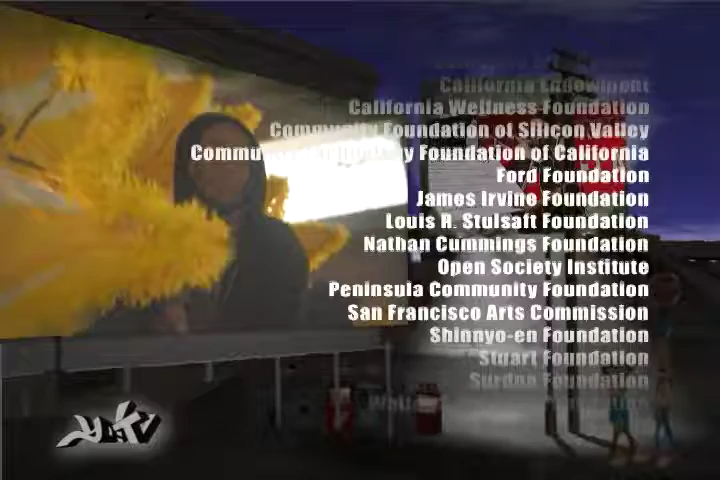 California Endowment
California Wellness Foundation
Community Foundation of Silicon Valley
Ford Foundation
James Irvine Foundation
Louis R. Stulsaft Foundation
Nathan Cummings Foundation
Open Society Institute
Peninsula Community Foundation
San Francisco Arts Commission
Shinnyo-en Foundation
Stuart Foundation
Surdna Foundation
Commu Foundation of California